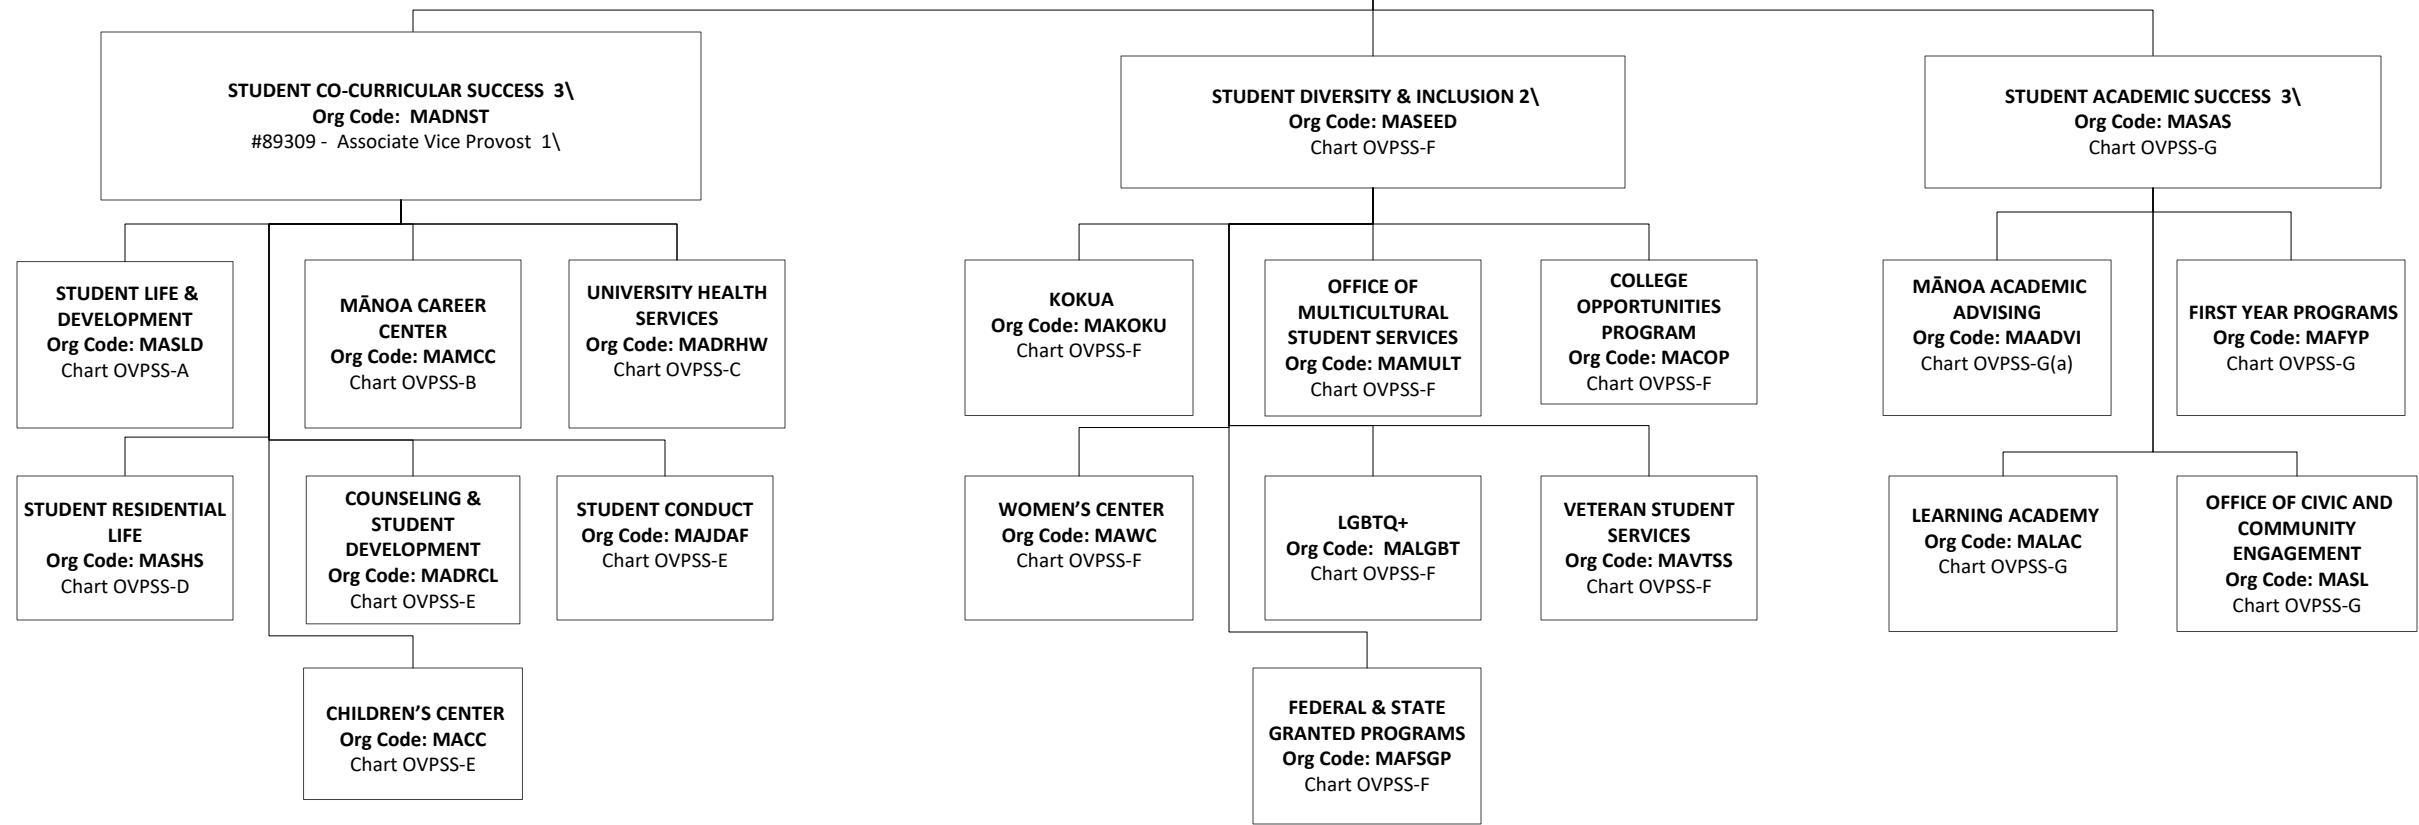 STUDENT CO-CURRICULAR SUCCESS 3\
Org Code: MADNST
#89309 - Associate Vice Provost 1\
STUDENT DIVERSITY & INCLUSION 2\
Org Code: MASEED
Chart OVPSS-F
STUDENT ACADEMIC SUCCESS 3\
Org Code: MASAS
Chart OVPSS-G
STUDENT LIFE &
DEVELOPMENT
Org Code: MASLD
Chart OVPSS-A
MĀNOA CAREER
CENTER
Org Code: MAMCC
Chart OVPSS-B
UNIVERSITY HEALTH
SERVICES
Org Code: MADRHW
Chart OVPSS-C
KOKUA
Org Code: MAKOKU
Chart OVPSS-F
OFFICE OF
MULTICULTURAL
STUDENT SERVICES
Org Code: MAMULT
Chart OVPSS-F
COLLEGE
OPPORTUNITIES
PROGRAM
Org Code: MACOP
Chart OVPSS-F
MĀNOA ACADEMIC
ADVISING
Org Code: MAADVI
Chart OVPSS-G(a)
FIRST YEAR PROGRAMS
Org Code: MAFYP
Chart OVPSS-G
STUDENT RESIDENTIAL
LIFE
Org Code: MASHS
Chart OVPSS-D
COUNSELING &
STUDENT
DEVELOPMENT
Org Code: MADRCL
Chart OVPSS-E
STUDENT CONDUCT
Org Code: MAJDAF
Chart OVPSS-E
WOMEN’S CENTER
Org Code: MAWC
Chart OVPSS-F
LGBTQ+
Org Code: MALGBT
Chart OVPSS-F
VETERAN STUDENT
SERVICES
Org Code: MAVTSS
Chart OVPSS-F
LEARNING ACADEMY
Org Code: MALAC
Chart OVPSS-G
OFFICE OF CIVIC AND
COMMUNITY
ENGAGEMENT
Org Code: MASL
Chart OVPSS-G
CHILDREN’S CENTER
Org Code: MACC
Chart OVPSS-E
FEDERAL & STATE
GRANTED PROGRAMS
Org Code: MAFSGP
Chart OVPSS-F